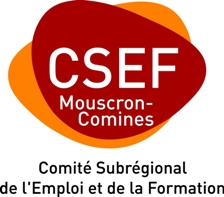 CSEF
Mouscron-
Comines
Comité Subrégional
de l'Emploi et de la Formation